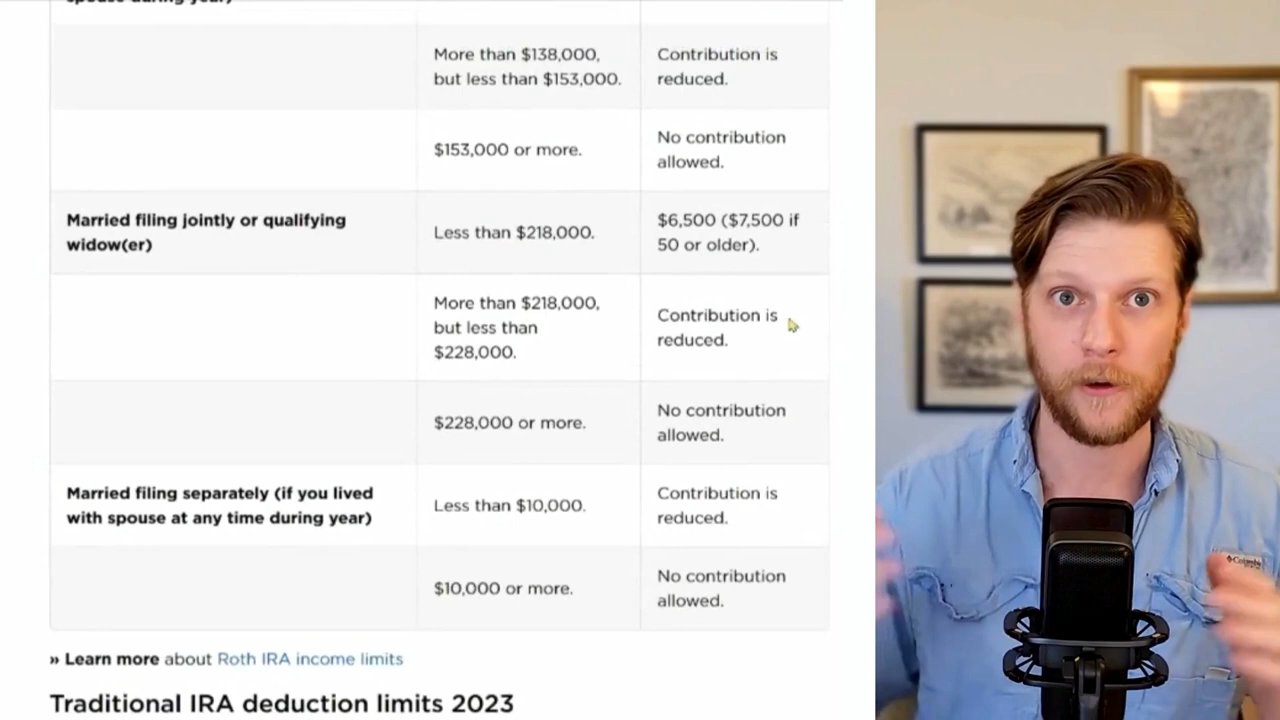 spouse during year)
More than $138,000,
but less than $153,000.
Contribution is
reduced.
$153,000 or more.
No contribution
allowed.
Married filing jointly or qualifying
widow(er)
Less than $218,000.
$6,500 ($7,500 if
50 or older).
More than $218,000,
but less than
$228,000.
Contribution is
reduced.
$228,000 or more.
No contribution
allowed.
Married filing separately (if you lived
with spouse at any time during year)
Less than $10,000.
Contribution is
reduced.
$10,000 or more.
No contribution
allowed.
» Learn more about Roth IRA income limits
Traditional IRA deduction limits 2023
Columbia